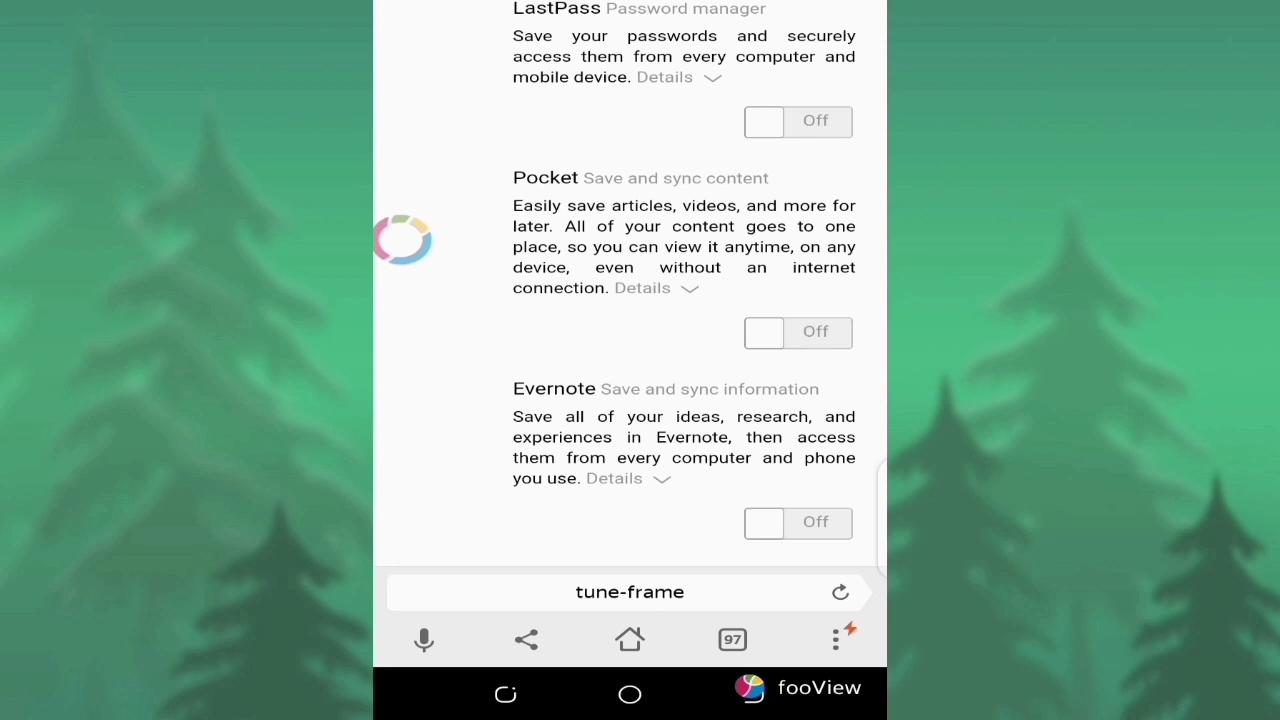 LastPass Password manager
Save your passwords and securely
access them from every computer and
mobile device. Details
Off
Pocket Save and sync content
Easily save articles, videos, and more for
later. All of your content goes to one
place, so you can view it anytime, on any
device, even without an internet
connection. Details
Off
Evernote Save and sync information
Save all of your ideas, research, and
experiences in Evernote, then access
them from every computer and phone
you use. Details
Off
tune-frame
97
fooView